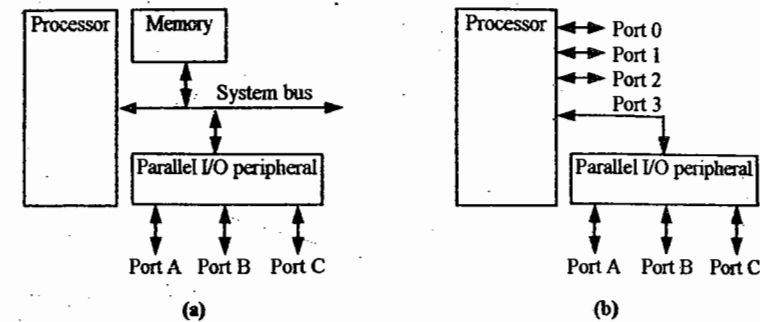 Processor
Memory
System bus
Parallel I/O peripheral
Port A Port B Port C
(a)
Processor
Port 0
Port 1
Port 2
Port 3
Parallel I/O peripheral
Port A Port B Port C
(b)